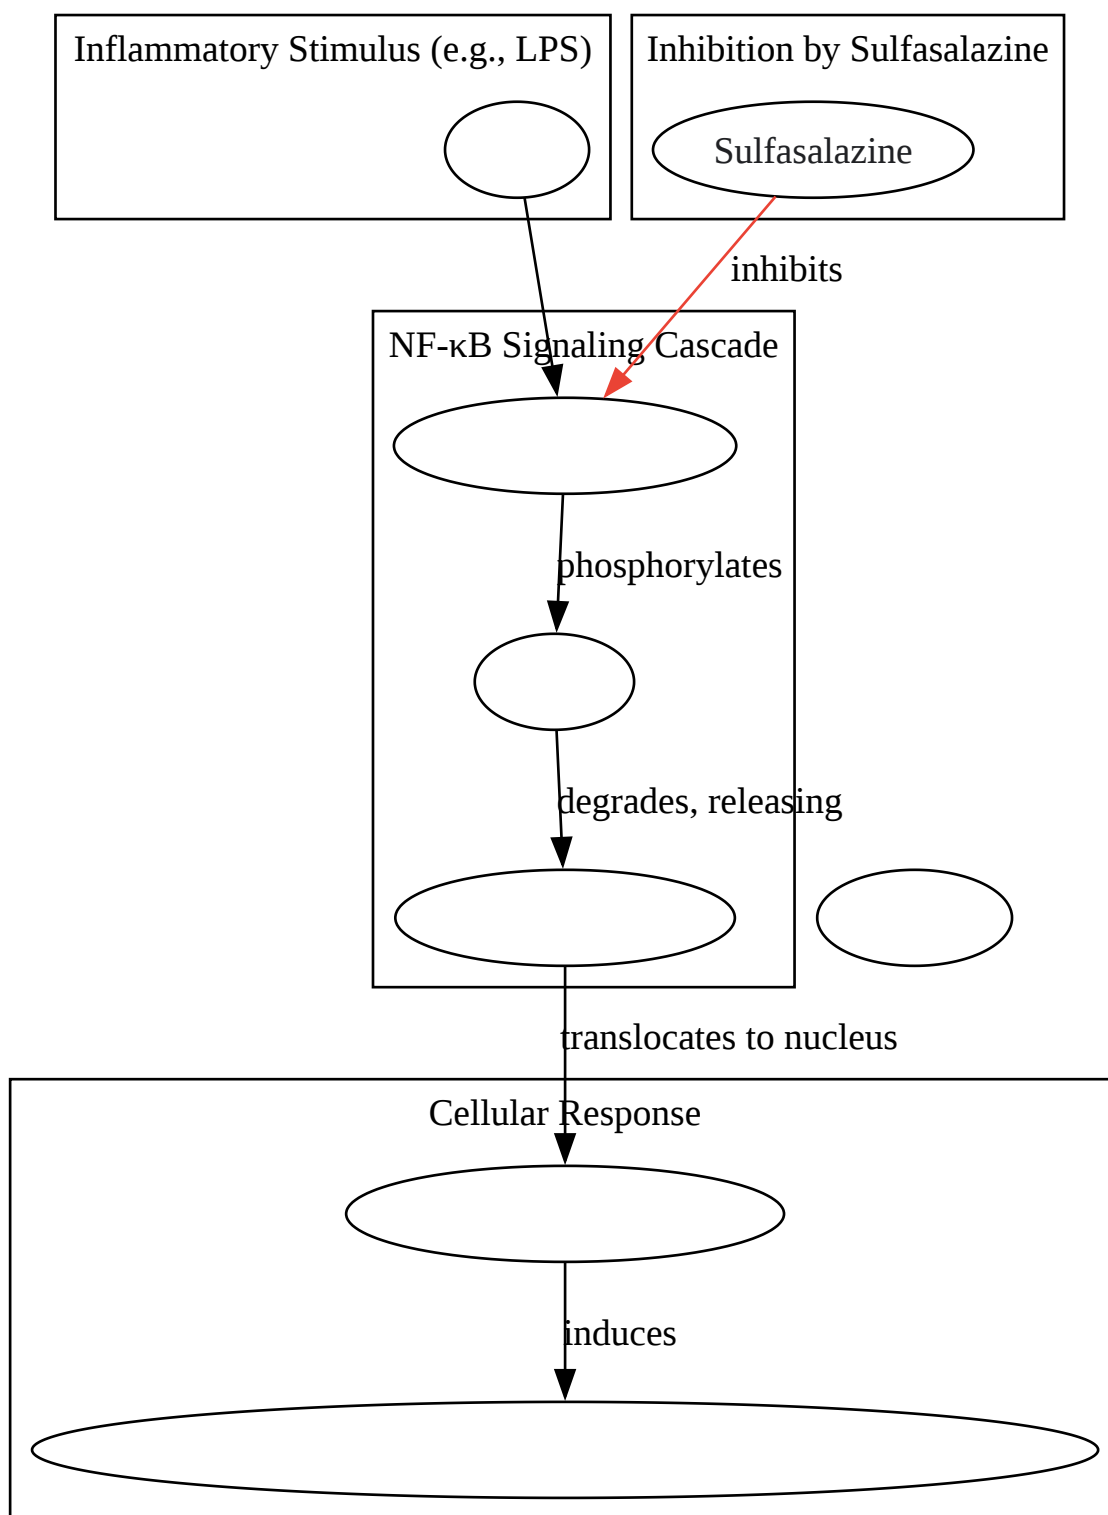 Inflammatory Stimulus (e.g., LPS)
Inhibition by Sulfasalazine
Sulfasalazine
inhibits
NF-κB Signaling Cascade
phosphorylates
degrades, releasing
translocates to nucleus
Cellular Response
induces